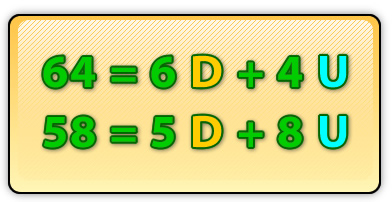 64 = 6 D + 4 U
58 = 5 D + 8 U